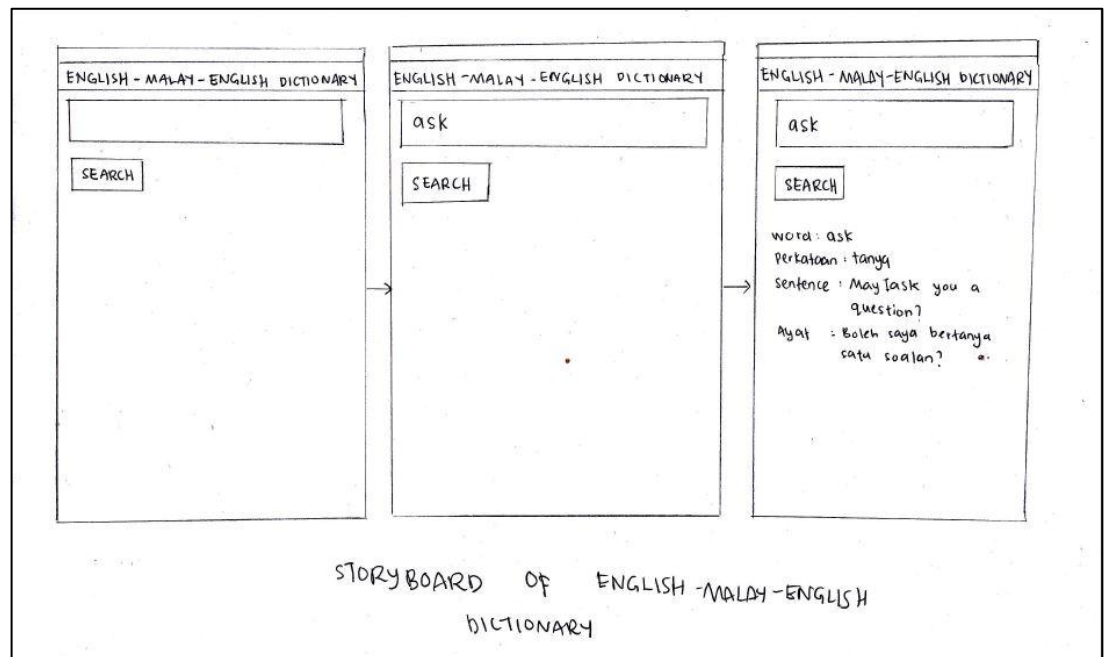 ENGLISH - MALAY - ENGLISH DICTIONARY
SEARCH
ENGLISH - MALAY - ENGLISH DICTIONARY
ask
SEARCH
ENGLISH - MALAY - ENGLISH DICTIONARY
ask
SEARCH
word : ask
Perkataan : tanya
Sentence : May I ask you a
question?
Ayat : Boleh saya bertanya
satu soalan?
STORYBOARD OF ENGLISH - MALAY - ENGLISH
DICTIONARY